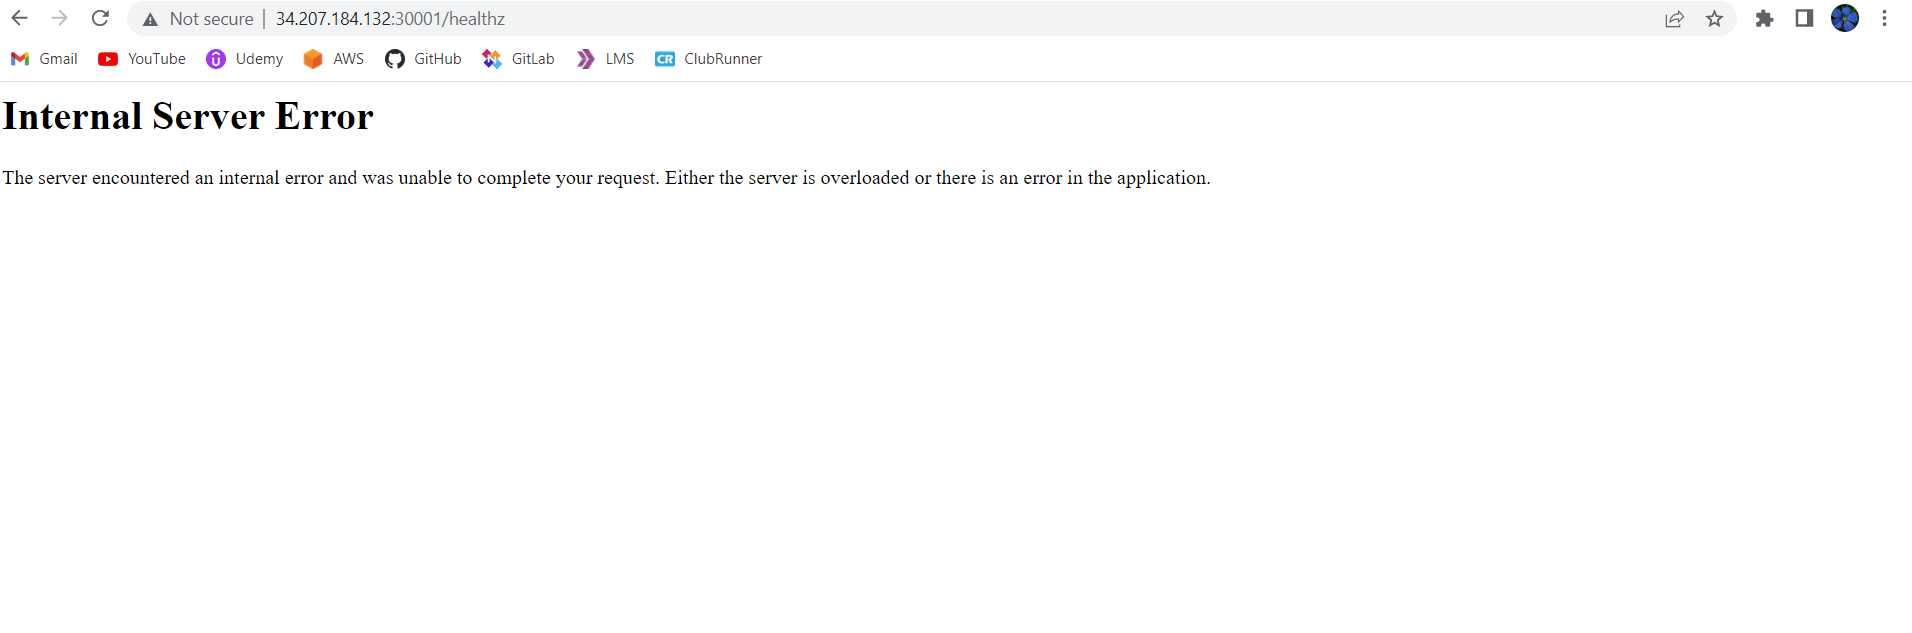 Not secure | 34.207.184.132:30001/healthz
Gmail YouTube Udemy AWS GitHub GitLab CR LMS ClubRunner
Internal Server Error
The server encountered an internal error and was unable to complete your request. Either the server is overloaded or there is an error in the application.